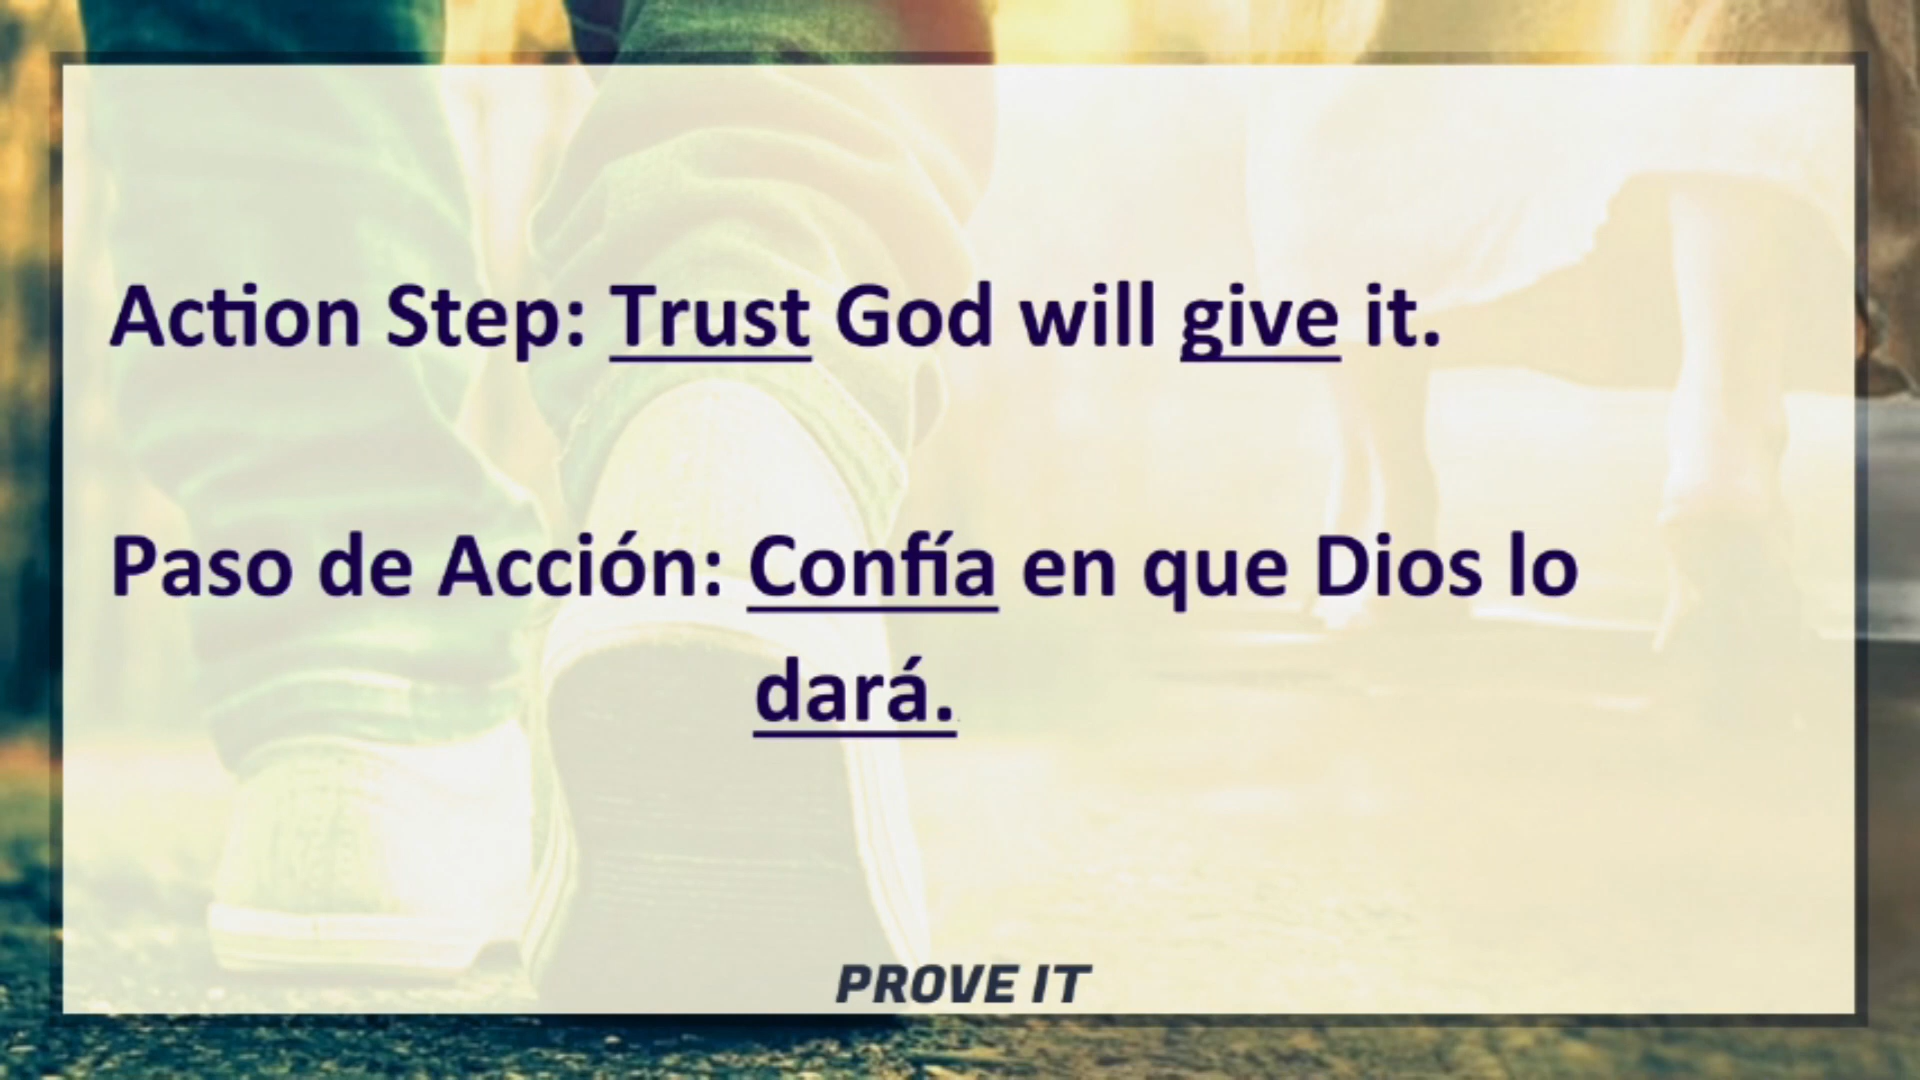 Action Step: Trust God will give it.
Paso de Acción: Confía en que Dios lo
dará.
PROVE IT